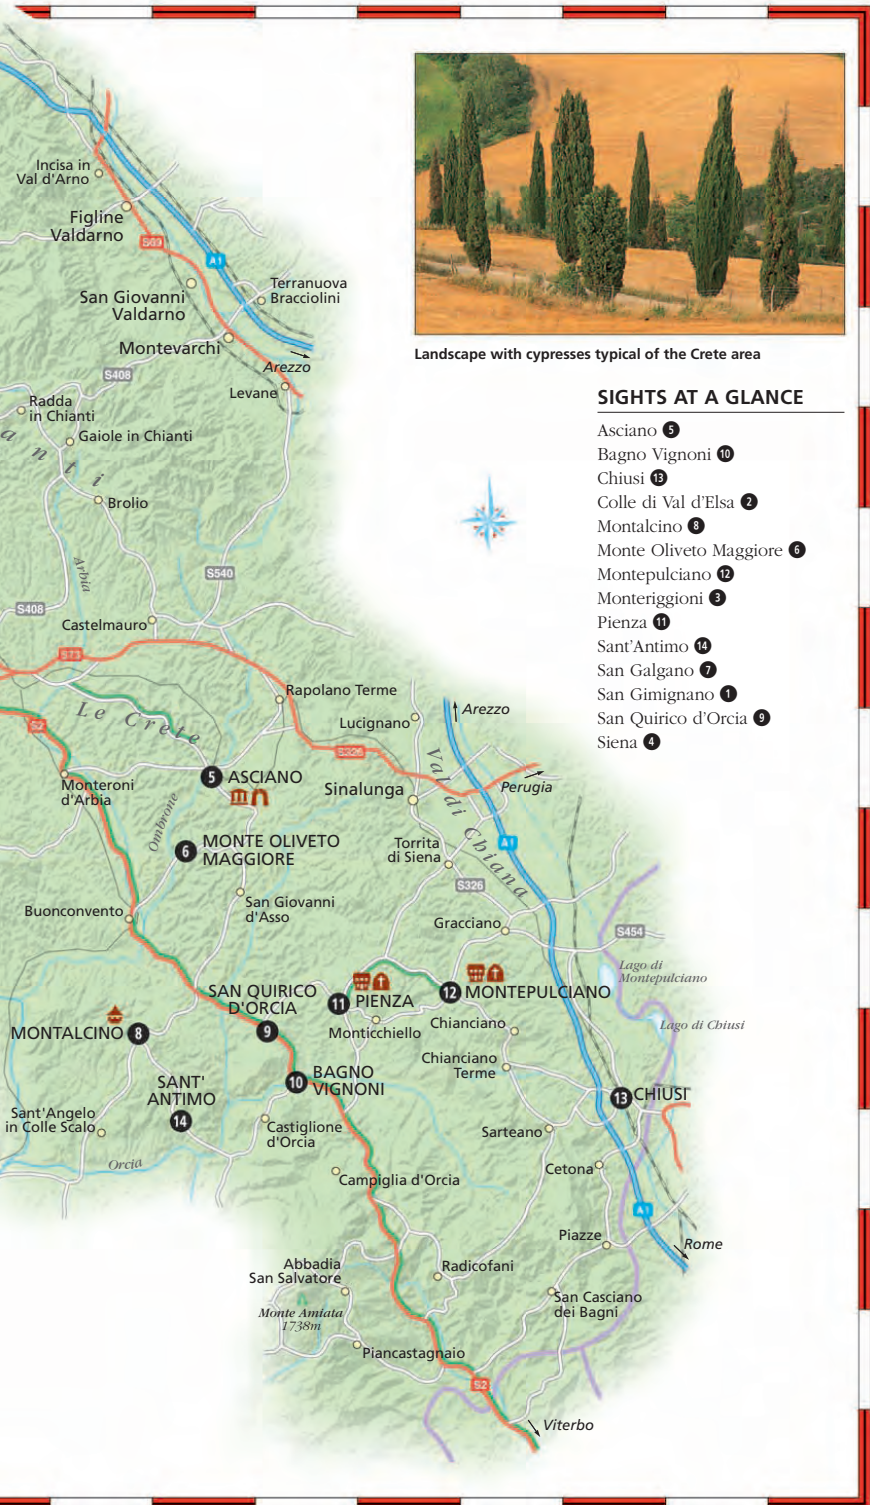 Incisa in
Val d'Arno
Figline
Valdarno
S69
A1
San Giovanni
Valdarno
Terranuova
Bracciolini
Montevarchi
Arezzo
S408
Levane
Radda
in Chianti
Gaiole in Chianti
a n t i
Brolio
Arbia
S540
S408
Castelmauro
S73
Rapolano Terme
Le Crete
S2
Lucignano
Arezzo
S326
Val di Chiana
5 ASCIANO
Sinalunga
Perugia
Monteroni
d'Arbia
Ombrone
6 MONTE OLIVETO
MAGGIORE
Torrita
di Siena
A1
S326
San Giovanni
d'Asso
Buonconvento
Gracciano
S454
Lago di
Montepulciano
SAN QUIRICO
D'ORCIA
9
11 PIENZA
12 MONTEPULCIANO
Lago di Chiusi
MONTALCINO 8
Monticchiello
Chianciano
Chianciano
Terme
10 BAGNO
VIGNONI
SANT'
ANTIMO
14
13 CHIUSI
Sant'Angelo
in Colle Scalo
Castiglione
d'Orcia
Sarteano
Orcia
Campiglia d'Orcia
Cetona
A1
Piazze
Rome
Abbadia
San Salvatore
Radicofani
Monte Amiata
1738m
San Casciano
dei Bagni
Piancastagnaio
S2
Viterbo
Landscape with cypresses typical of the Crete area
SIGHTS AT A GLANCE
Asciano 5
Bagno Vignoni 10
Chiusi 13
Colle di Val d'Elsa 2
Montalcino 8
Monte Oliveto Maggiore 6
Montepulciano 12
Monteriggioni 3
Pienza 11
Sant'Antimo 14
San Galgano 7
San Gimignano 1
San Quirico d'Orcia 9
Siena 4